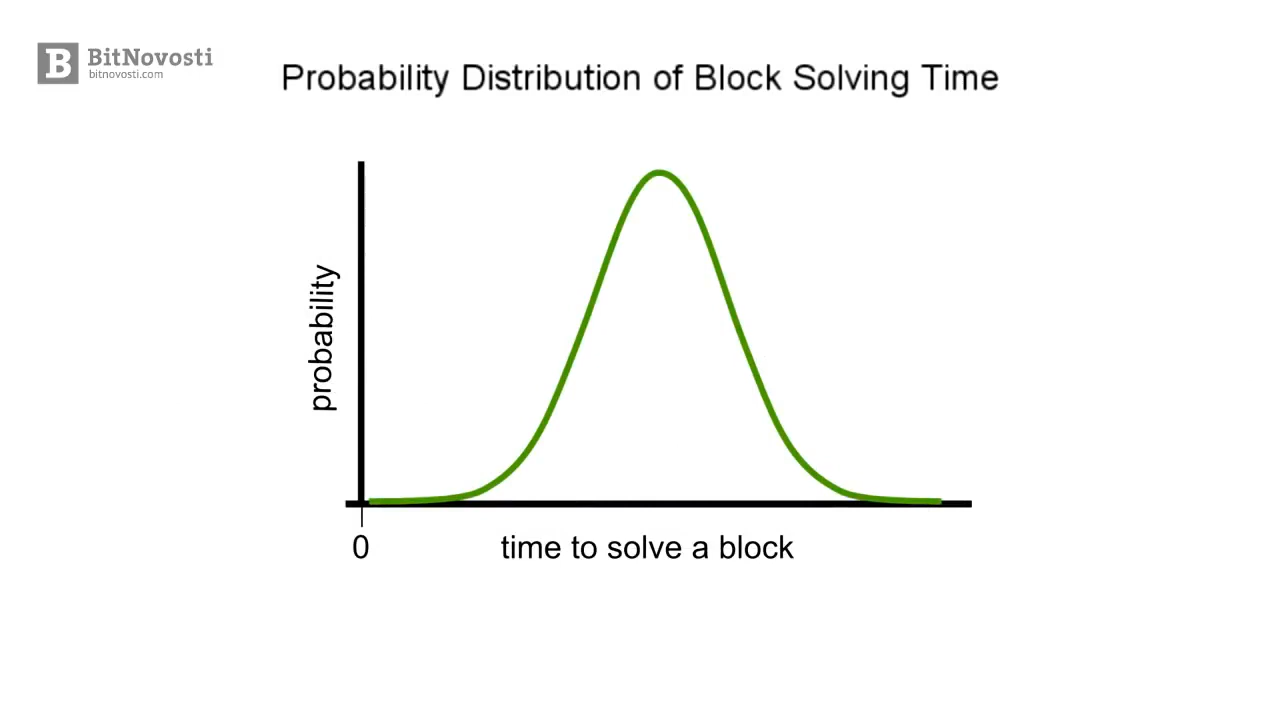 BitNovosti
bitnovosti.com
Probability Distribution of Block Solving Time
probability
0
time to solve a block